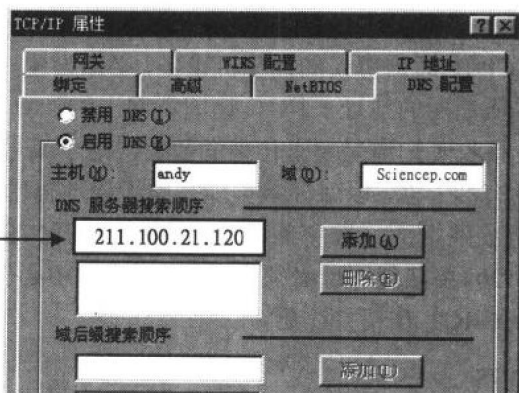 TCP/IP 属性
网关 WINS 配置 IP 地址
绑定 高级 NetBIOS DNS 配置
禁用 DNS(I)
启用 DNS(E)
主机(H): andy 域(O): Sciencep.com
DNS 服务器搜索顺序
211.100.21.120 添加(A)
删除(R)
域后缀搜索顺序
添加(D)